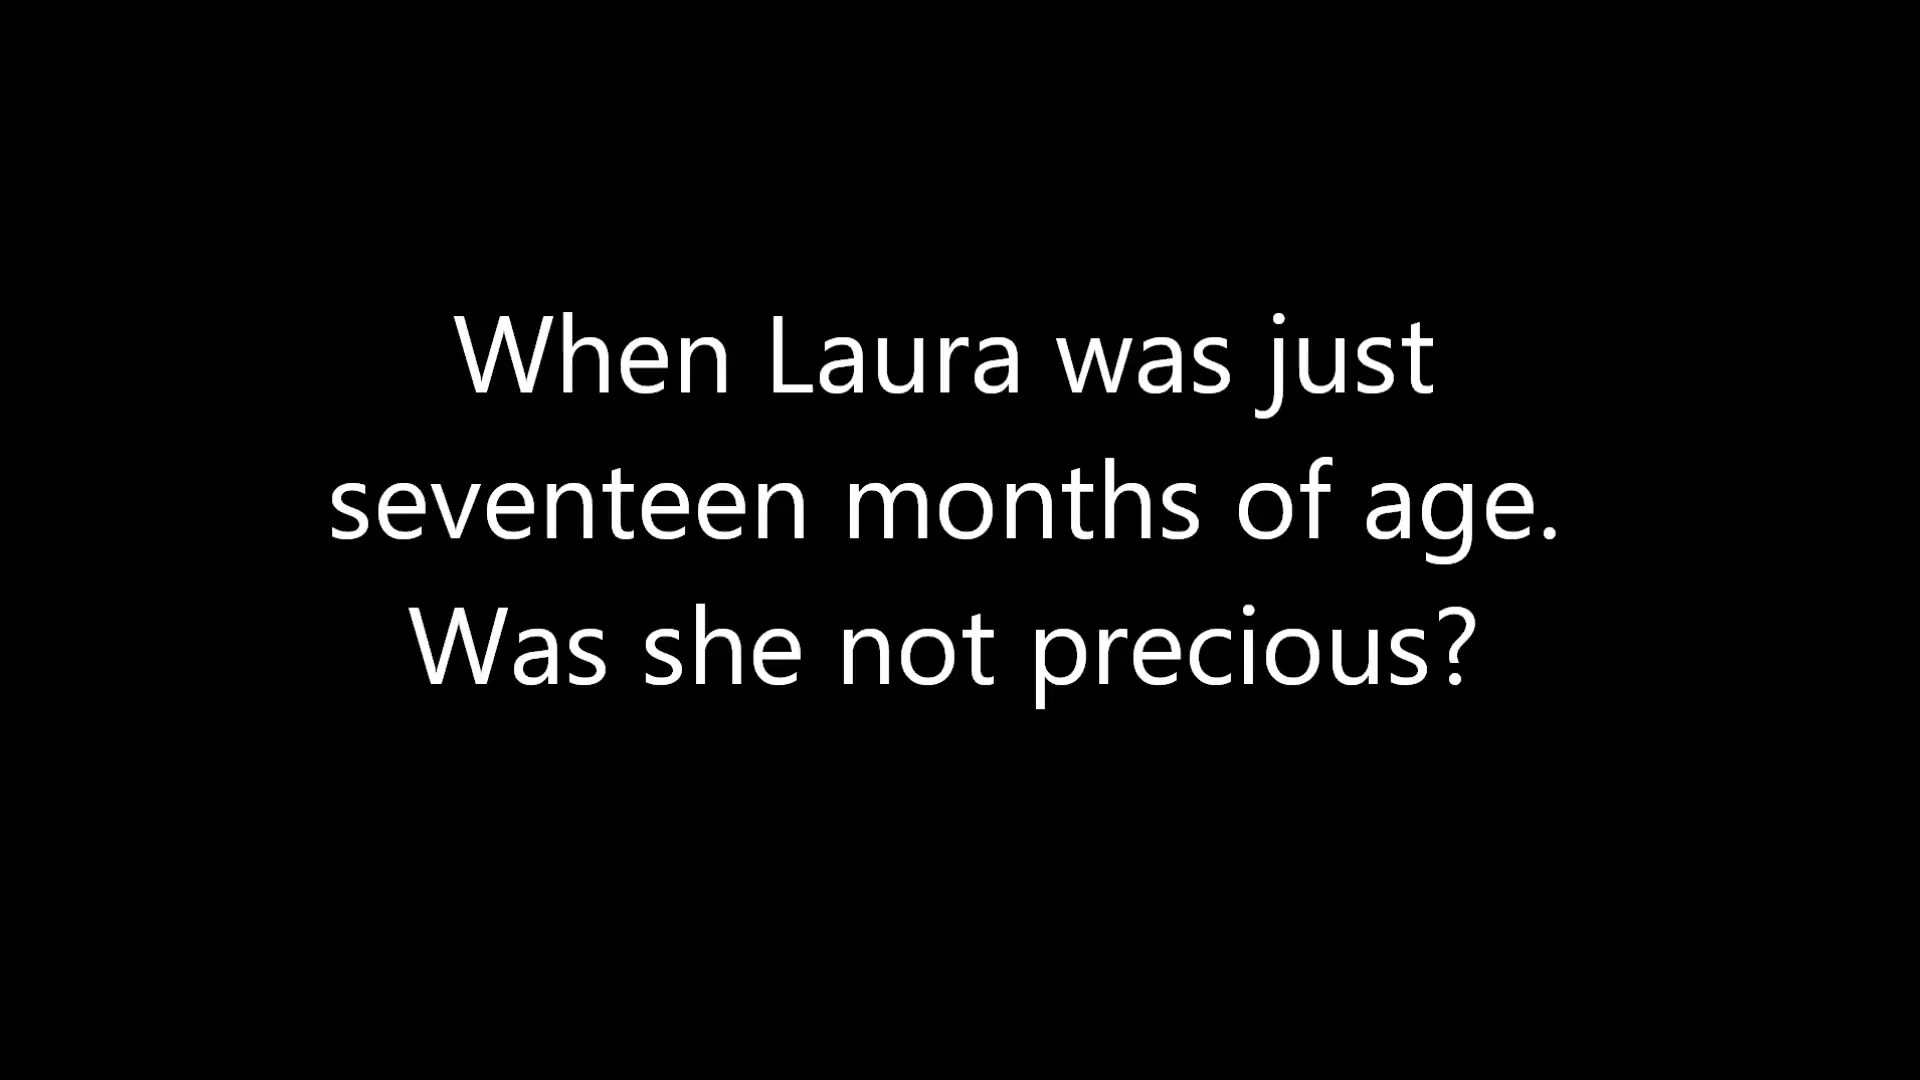 When Laura was just
seventeen months of age.
Was she not precious?